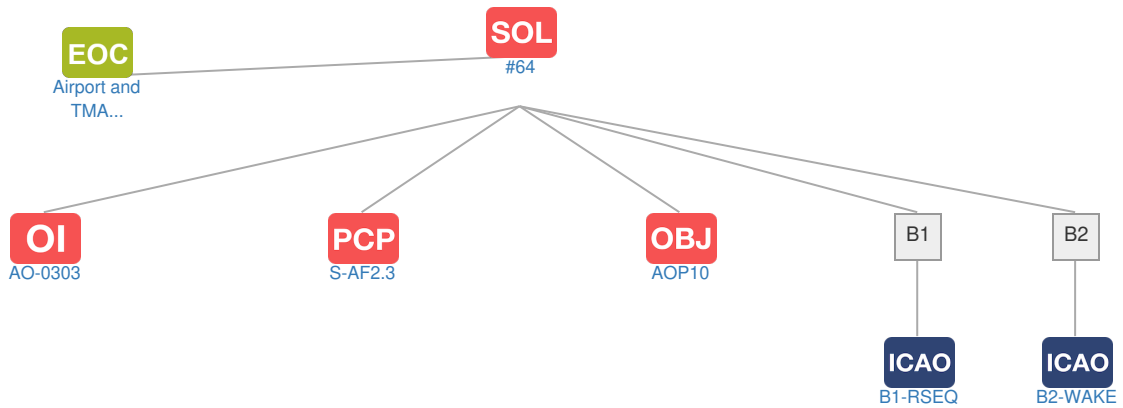 SOL
#64
EOC
Airport and
TMA...
OI
AO-0303
PCP
S-AF2.3
OBJ
AOP10
B1
B2
ICAO
B1-RSEQ
ICAO
B2-WAKE